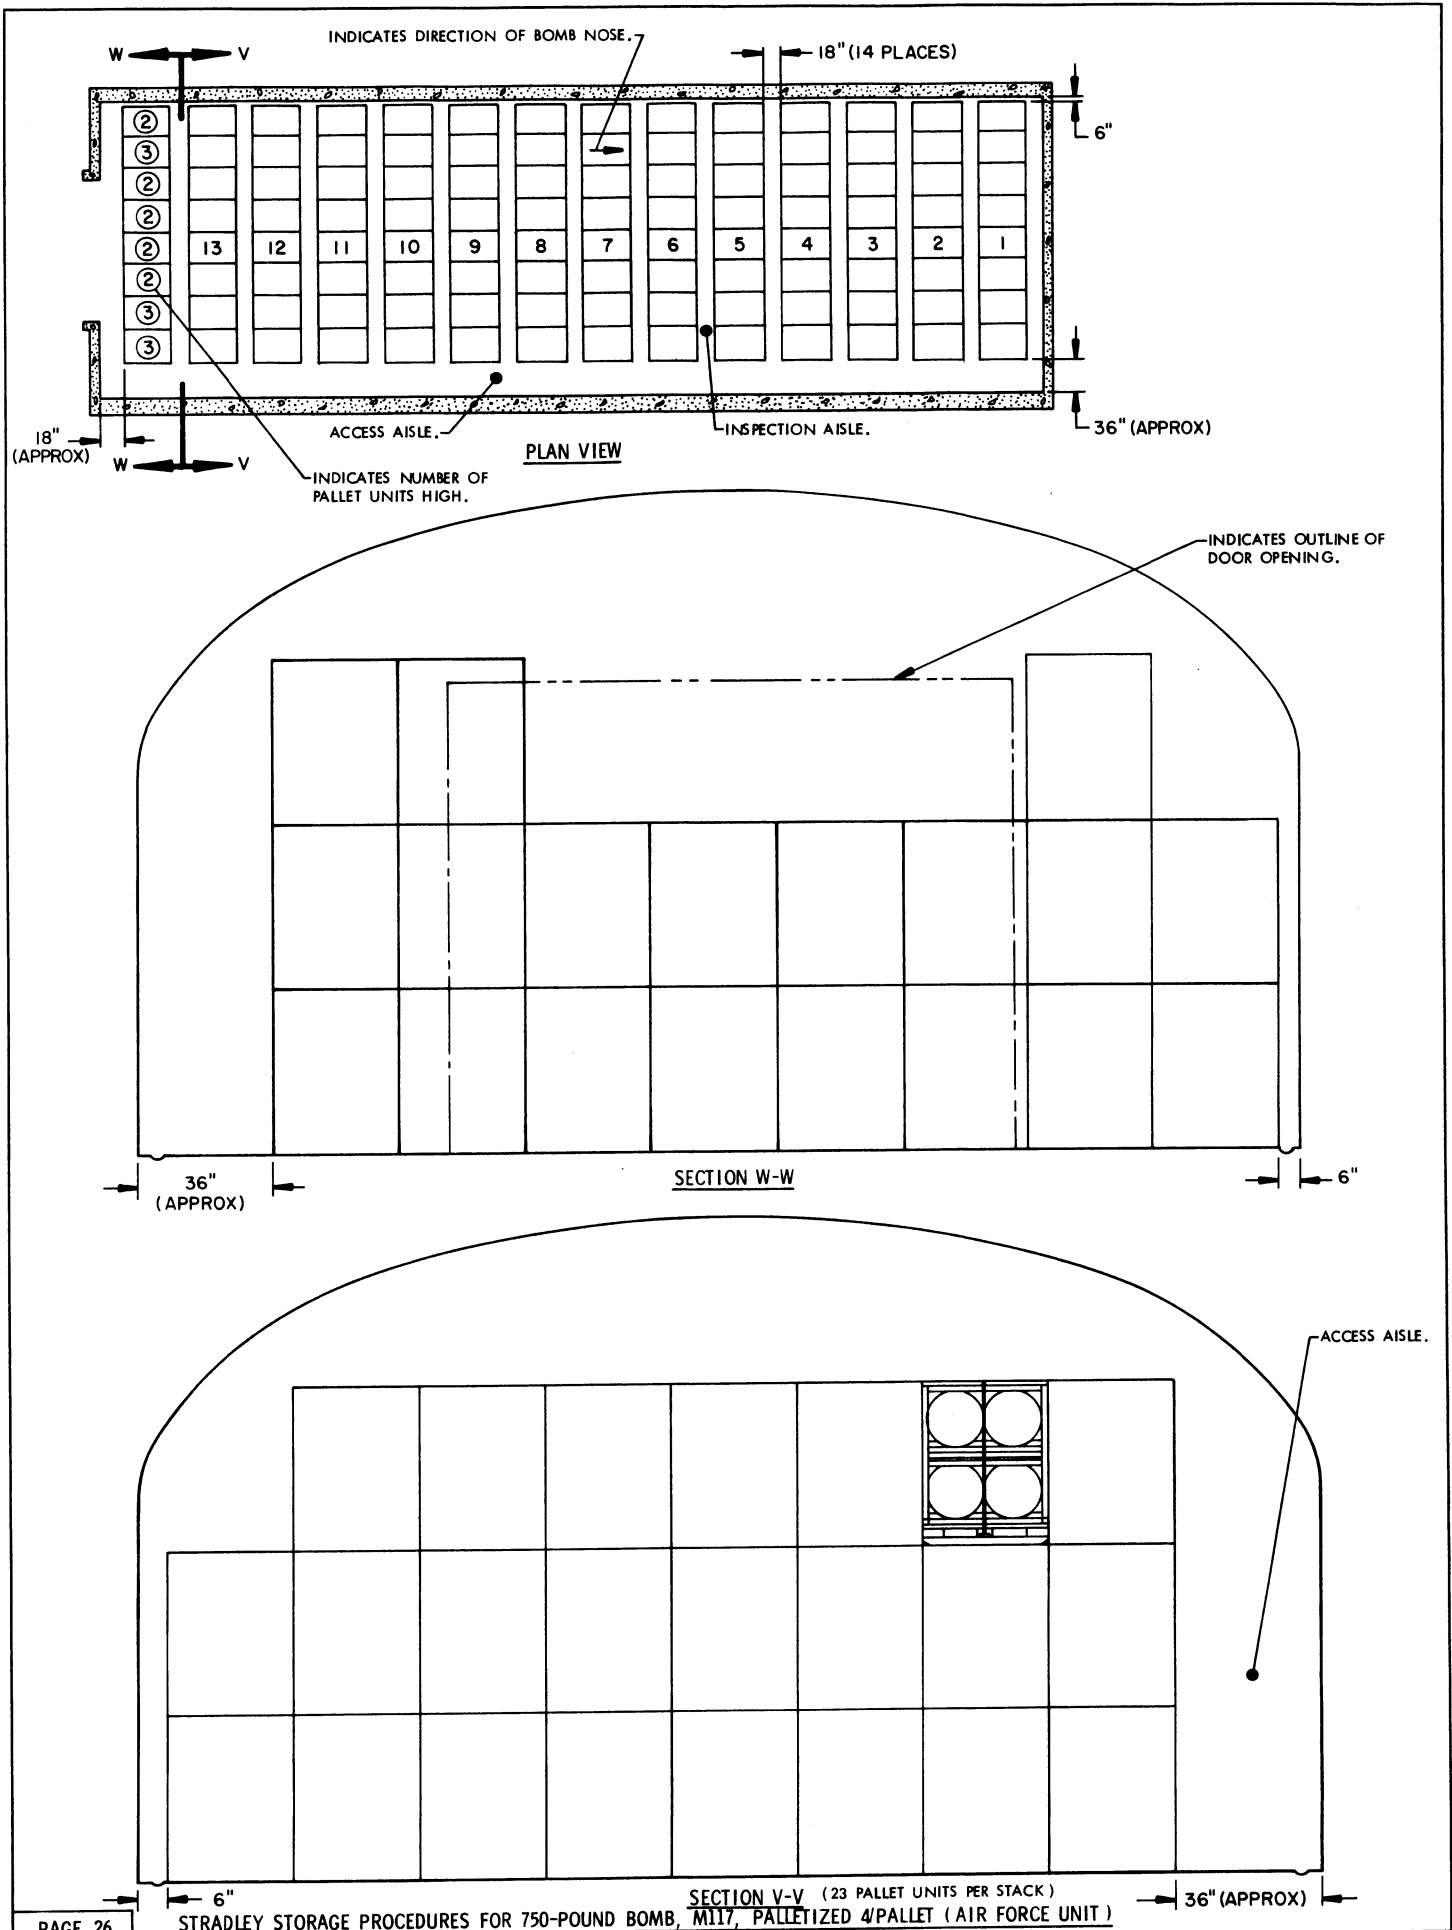 INDICATES DIRECTION OF BOMB NOSE.
W V
18" (14 PLACES)
6"
2
3
2
2
2
2
3
3
13 12 11 10 9 8 7 6 5 4 3 2 1
18"
(APPROX)
W V
ACCESS AISLE.
INSPECTION AISLE.
36" (APPROX)
PLAN VIEW
INDICATES NUMBER OF
PALLET UNITS HIGH.
INDICATES OUTLINE OF
DOOR OPENING.
36"
(APPROX)
SECTION W-W
6"
ACCESS AISLE.
6"
SECTION V-V (23 PALLET UNITS PER STACK)
36" (APPROX)
PAGE 26
STRADLEY STORAGE PROCEDURES FOR 750-POUND BOMB, M117, PALLETIZED 4/PALLET (AIR FORCE UNIT)